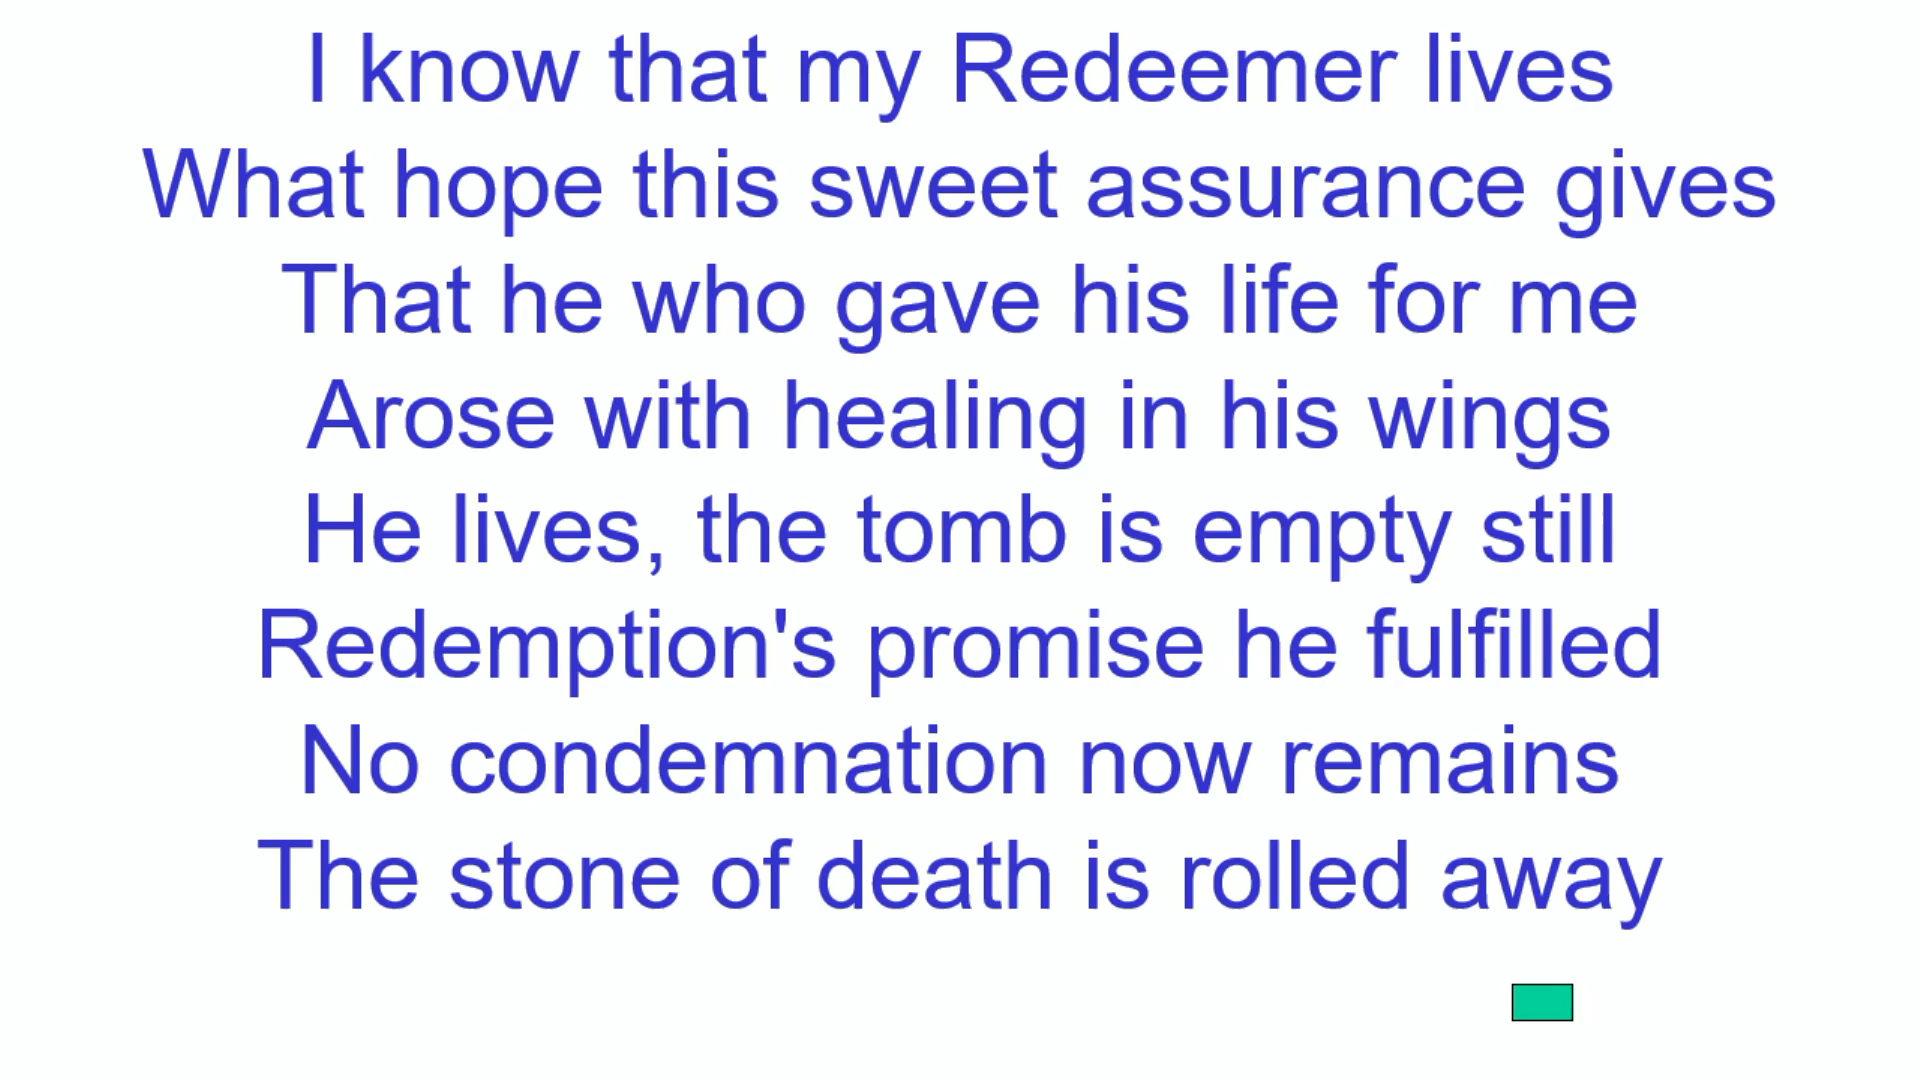 I know that my Redeemer lives
What hope this sweet assurance gives
That he who gave his life for me
Arose with healing in his wings
He lives, the tomb is empty still
Redemption's promise he fulfilled
No condemnation now remains
The stone of death is rolled away